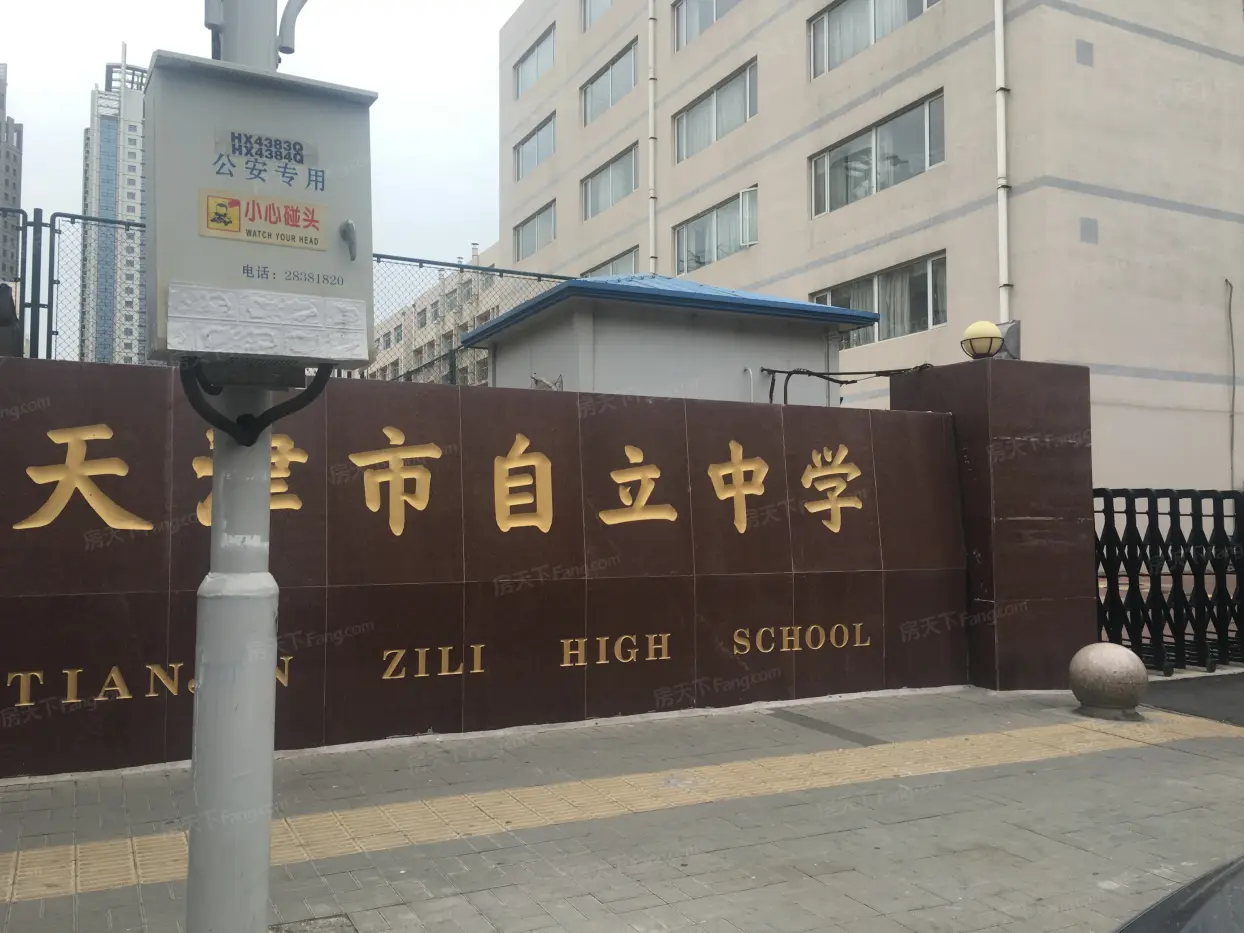 HX4383Q
HX4384Q
公安专用
小心碰头
WATCH YOUR HEAD
电话：28381820
天津市自立中学
TIANJIN ZILI HIGH SCHOOL
房天下Fang.com